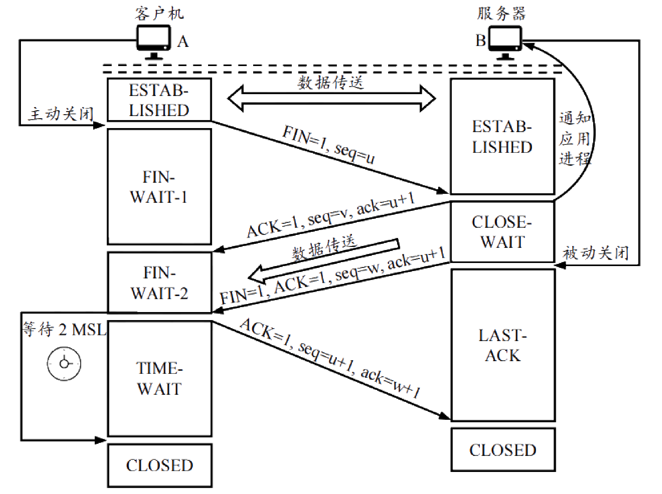 客户机
服务器
A
B
数据传送
ESTAB-
LISHED
主动关闭
FIN=1, seq=u
ESTAB-
LISHED
通知
应用
进程
FIN-
WAIT-1
ACK=1, seq=v, ack=u+1
CLOSE-
WAIT
数据传送
被动关闭
FIN-
WAIT-2
FIN=1, ACK=1, seq=w, ack=u+1
等待 2 MSL
ACK=1, seq=u+1, ack=w+1
LAST-
ACK
TIME-
WAIT
CLOSED
CLOSED